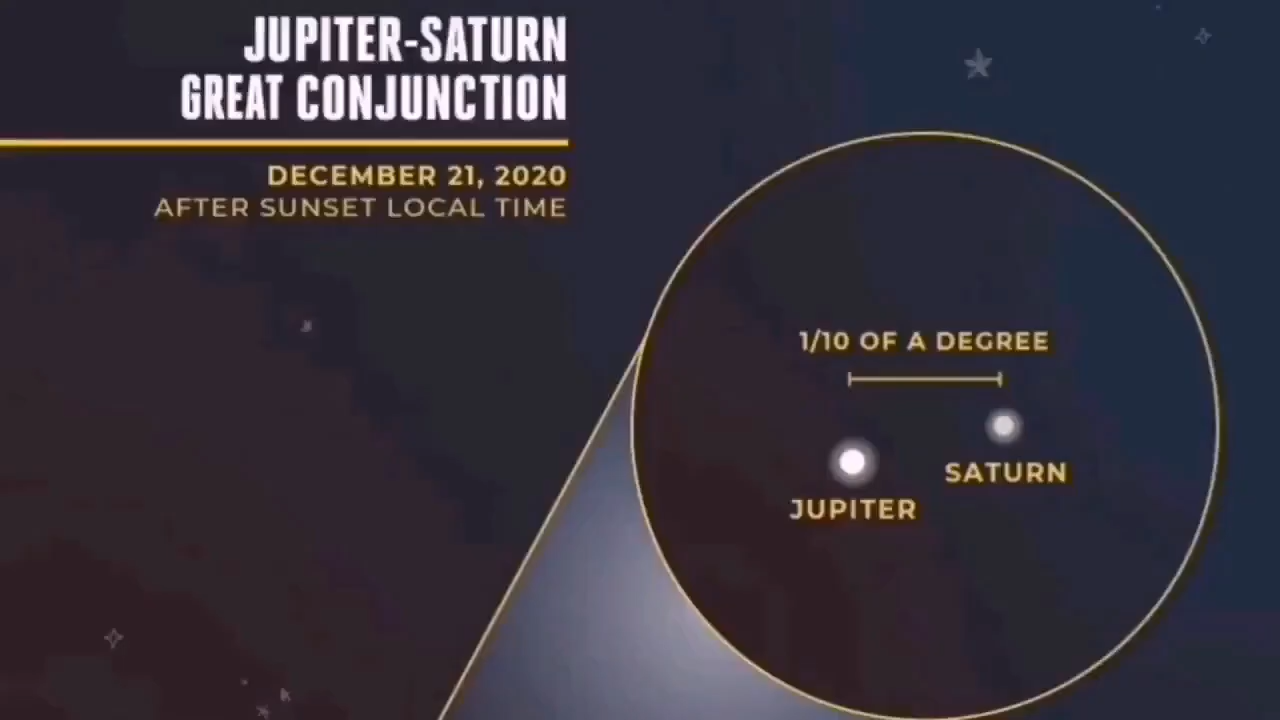 JUPITER-SATURN
GREAT CONJUNCTION
DECEMBER 21, 2020
AFTER SUNSET LOCAL TIME
1/10 OF A DEGREE
SATURN
JUPITER